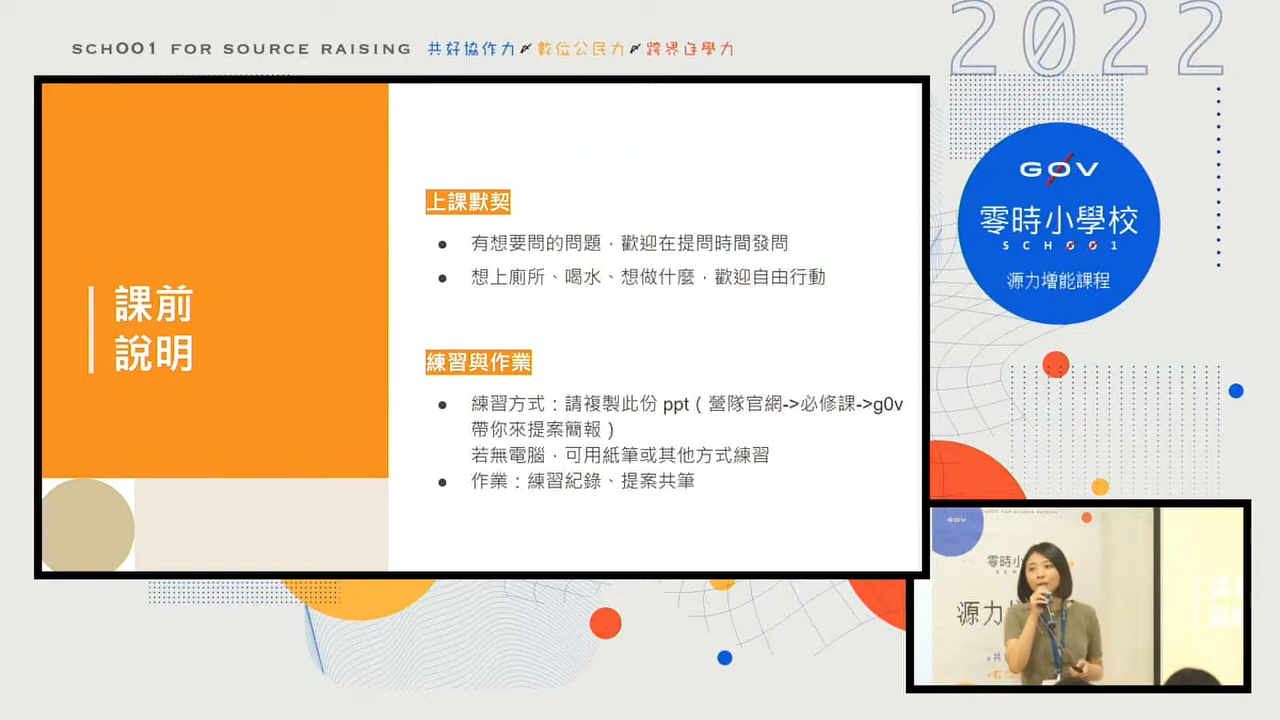 SCH001 FOR SOURCE RAISING 共好協作力 數位公民力 跨界自學力
2022
課前
說明
上課默契
● 有想要問的問題，歡迎在提問時間發問
● 想上廁所、喝水、想做什麼，歡迎自由行動
練習與作業
● 練習方式：請複製此份 ppt（營隊官網->必修課->g0v
帶你來提案簡報）
若無電腦，可用紙筆或其他方式練習
● 作業：練習紀錄、提案共筆
G0V
零時小學校
SCH001
源力增能課程
G0V
零時小
源力